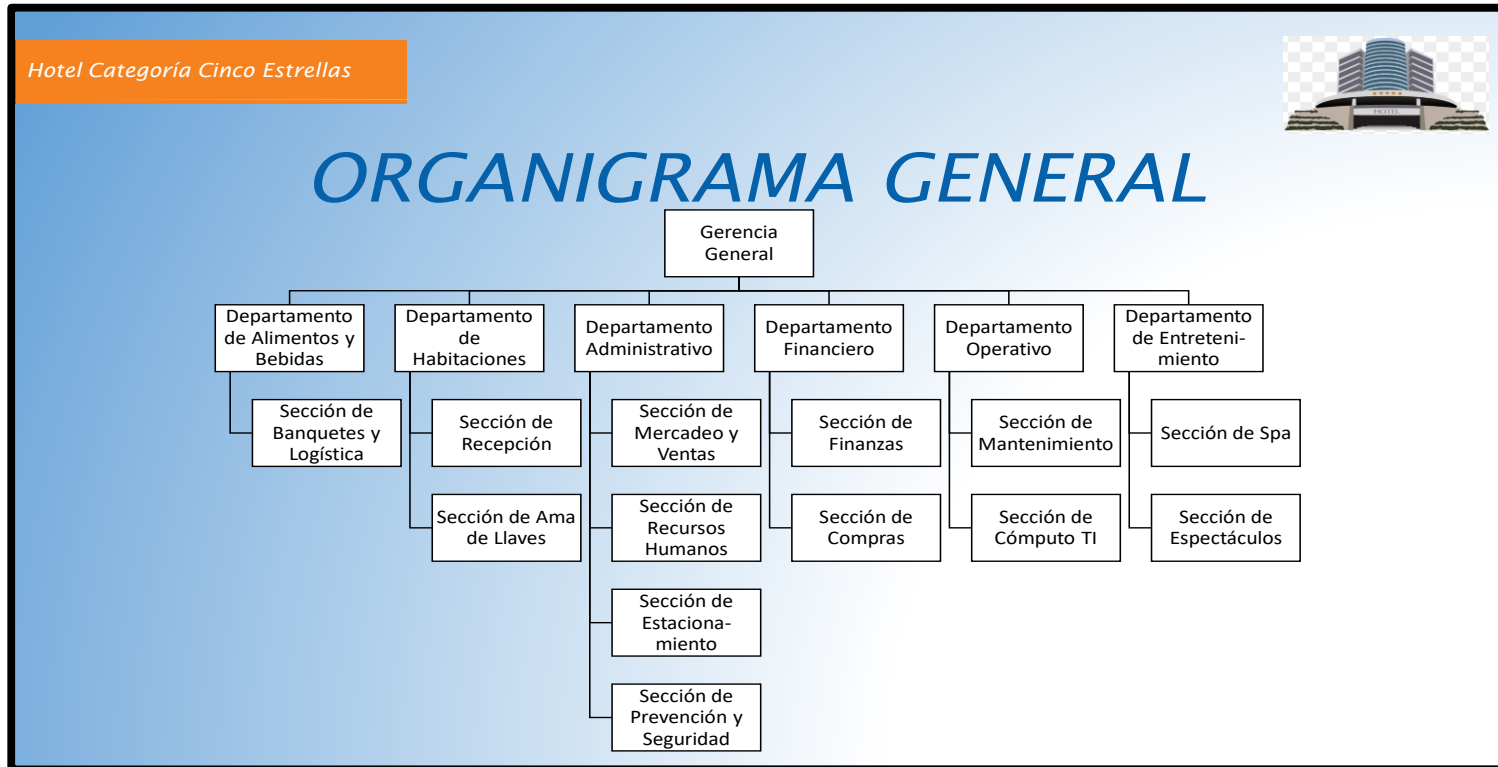 Hotel Categoría Cinco Estrellas
HOTEL
ORGANIGRAMA GENERAL
Gerencia
General
Departamento
de Alimentos y
Bebidas
Departamento
de
Habitaciones
Departamento
Administrativo
Departamento
Financiero
Departamento
Operativo
Departamento
de Entreteni-
miento
Sección de
Banquetes y
Logística
Sección de
Recepción
Sección de Ama
de Llaves
Sección de
Mercadeo y
Ventas
Sección de
Recursos
Humanos
Sección de
Estaciona-
miento
Sección de
Prevención y
Seguridad
Sección de
Finanzas
Sección de
Compras
Sección de
Mantenimiento
Sección de
Cómputo TI
Sección de Spa
Sección de
Espectáculos